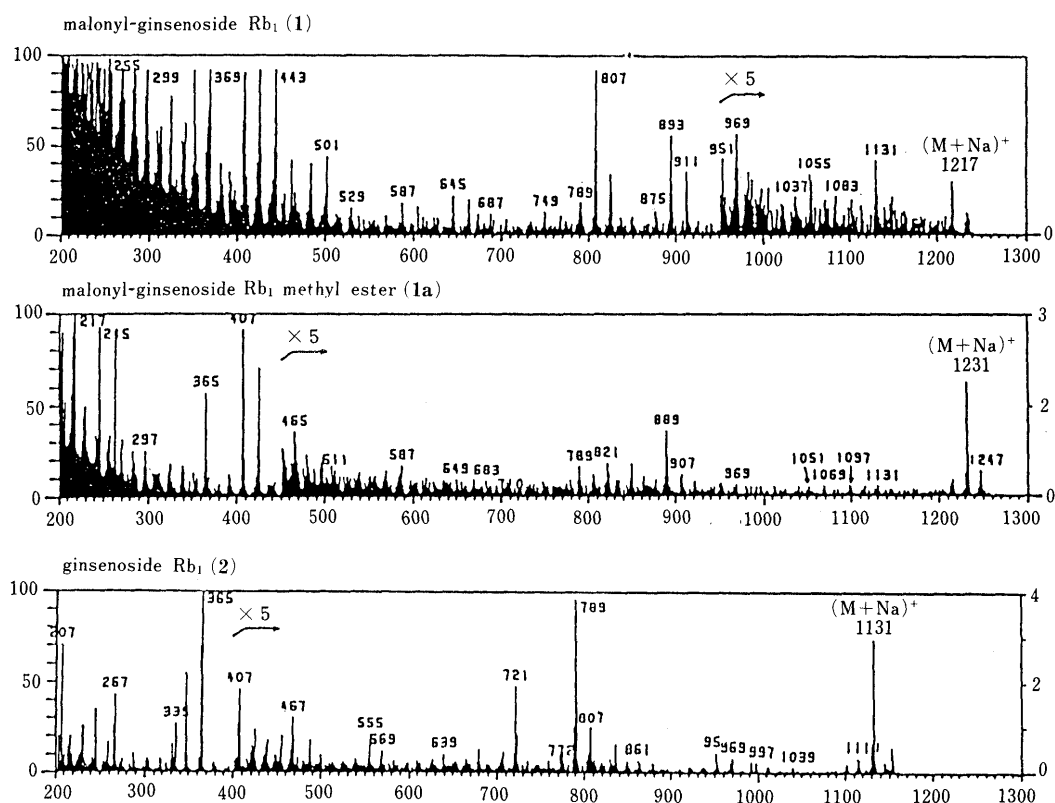 malonyl-ginsenoside Rb₁ (1)
100
255 299 369 443 807 × 5
50
501 529 587 645 687 749 789 875 893 911 951 969 1037 1055 1083 1131 (M+Na)⁺
1217
0 0
200 300 400 500 600 700 800 900 1000 1100 1200 1300
malonyl-ginsenoside Rb₁ methyl ester (1a)
100 3
217 407 × 5 (M+Na)⁺
1231
365
50 2
297 465 511 587 649 683 789 821 889 907 969 1051 1069 1097 1131 1247
0 0
200 300 400 500 600 700 800 900 1000 1100 1200 1300
ginsenoside Rb₁ (2)
100 4
365 × 5 789 (M+Na)⁺
1131
207
50 2
267 335 407 467 555 569 639 721 807 861 969 997 1039
0 0
200 300 400 500 600 700 800 900 1000 1100 1200 1300